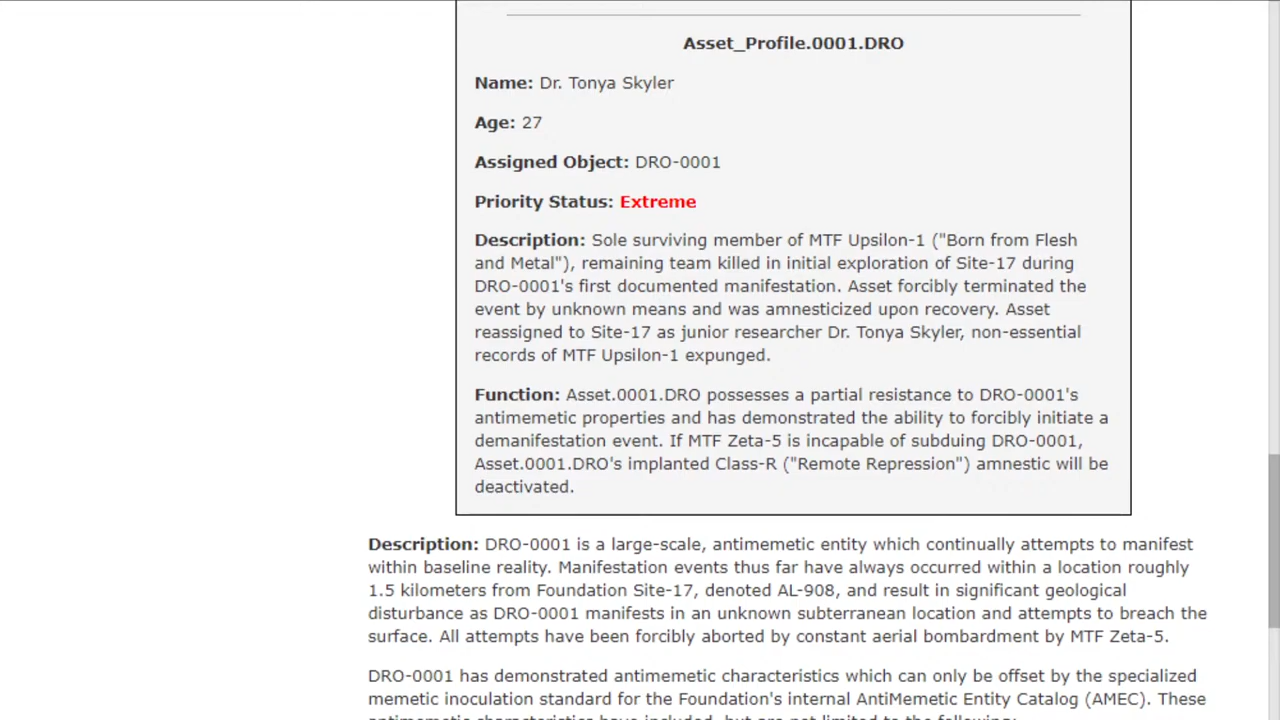 Asset_Profile.0001.DRO
Name: Dr. Tonya Skyler
Age: 27
Assigned Object: DRO-0001
Priority Status: Extreme
Description: Sole surviving member of MTF Upsilon-1 ("Born from Flesh
and Metal"), remaining team killed in initial exploration of Site-17 during
DRO-0001's first documented manifestation. Asset forcibly terminated the
event by unknown means and was amnesticized upon recovery. Asset
reassigned to Site-17 as junior researcher Dr. Tonya Skyler, non-essential
records of MTF Upsilon-1 expunged.
Function: Asset.0001.DRO possesses a partial resistance to DRO-0001's
antimemetic properties and has demonstrated the ability to forcibly initiate a
demanifestation event. If MTF Zeta-5 is incapable of subduing DRO-0001,
Asset.0001.DRO's implanted Class-R ("Remote Repression") amnestic will be
deactivated.
Description: DRO-0001 is a large-scale, antimemetic entity which continually attempts to manifest
within baseline reality. Manifestation events thus far have always occurred within a location roughly
1.5 kilometers from Foundation Site-17, denoted AL-908, and result in significant geological
disturbance as DRO-0001 manifests in an unknown subterranean location and attempts to breach the
surface. All attempts have been forcibly aborted by constant aerial bombardment by MTF Zeta-5.
DRO-0001 has demonstrated antimemetic characteristics which can only be offset by the specialized
memetic inoculation standard for the Foundation's internal AntiMemetic Entity Catalog (AMEC). These
antimemetic characteristics have included, but are not limited to the following: